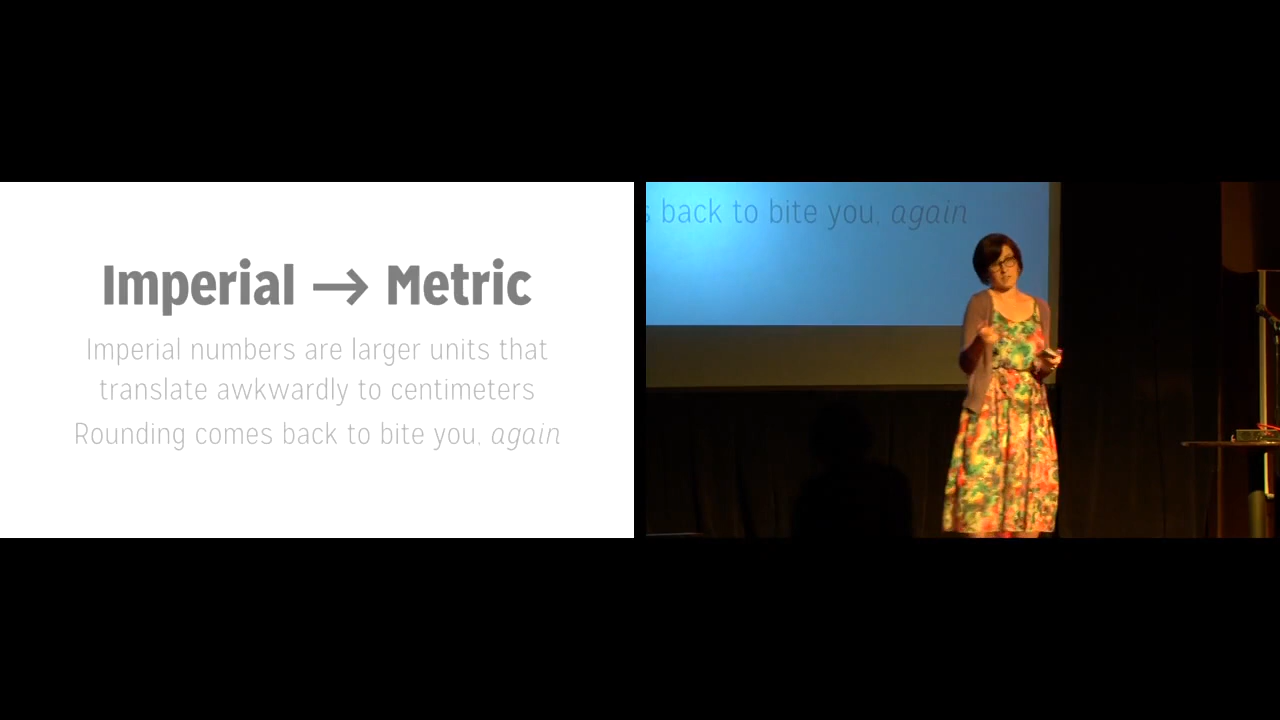 Imperial → Metric
Imperial numbers are larger units that
translate awkwardly to centimeters
Rounding comes back to bite you, again
s back to bite you, again